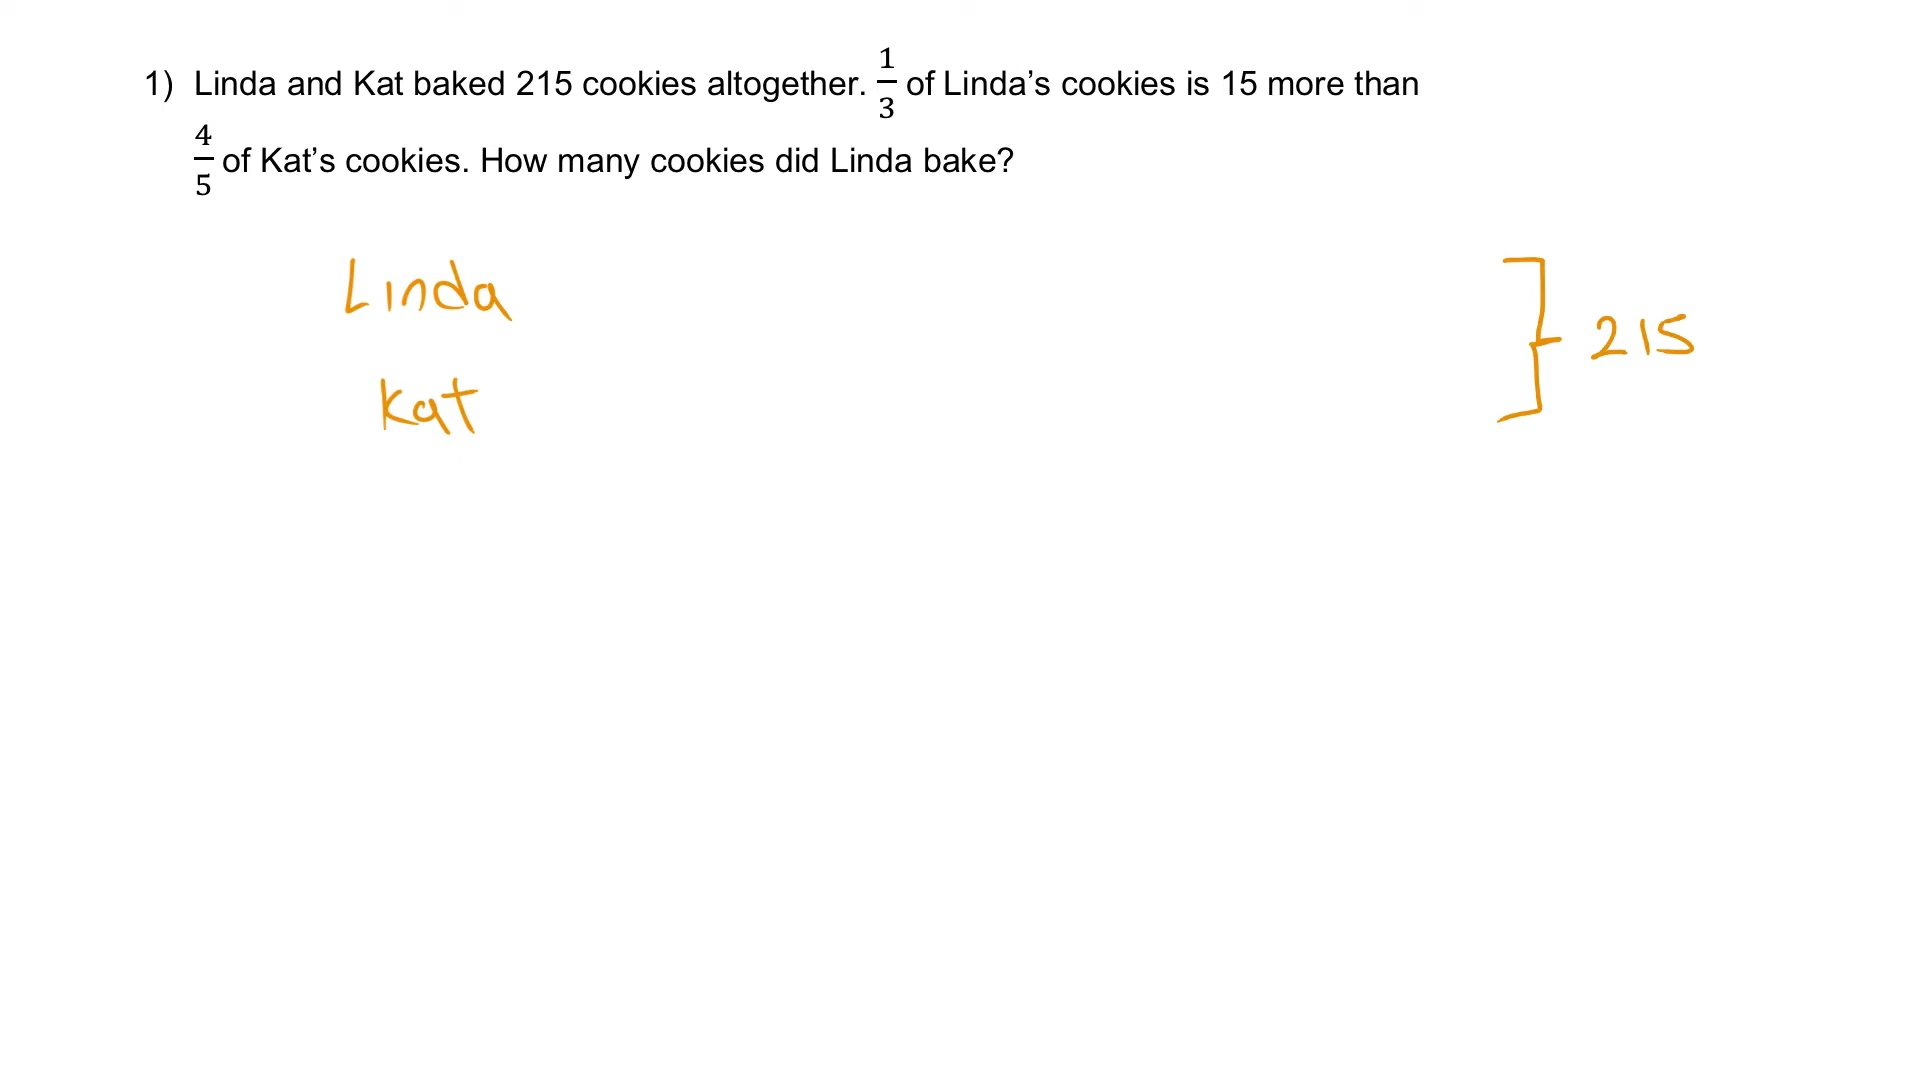 1) Linda and Kat baked 215 cookies altogether. 1/3 of Linda’s cookies is 15 more than
4/5 of Kat’s cookies. How many cookies did Linda bake?
Linda
215
Kat